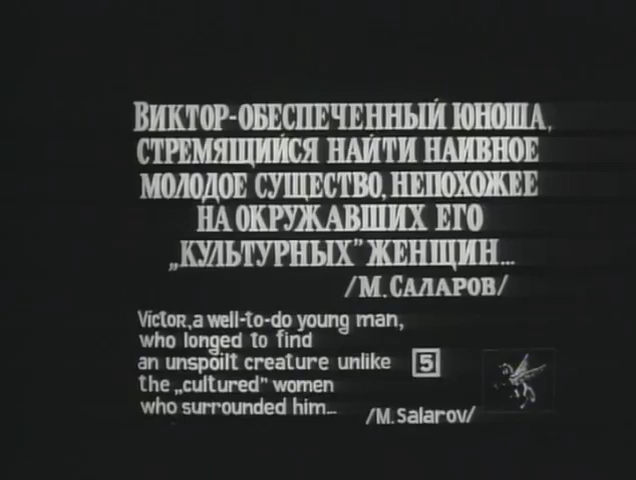 ВИКТОР-ОБЕСПЕЧЕННЫЙ ЮНОША,
СТРЕМЯЩИЙСЯ НАЙТИ НАИВНОЕ
МОЛОДОЕ СУЩЕСТВО, НЕПОХОЖЕЕ
НА ОКРУЖАВШИХ ЕГО
„КУЛЬТУРНЫХ” ЖЕНЩИН...
/М. САЛАРОВ/
Victor, a well-to-do young man,
who longed to find
an unspoilt creature unlike
the „cultured” women
who surrounded him...
/M. Salarov/
5